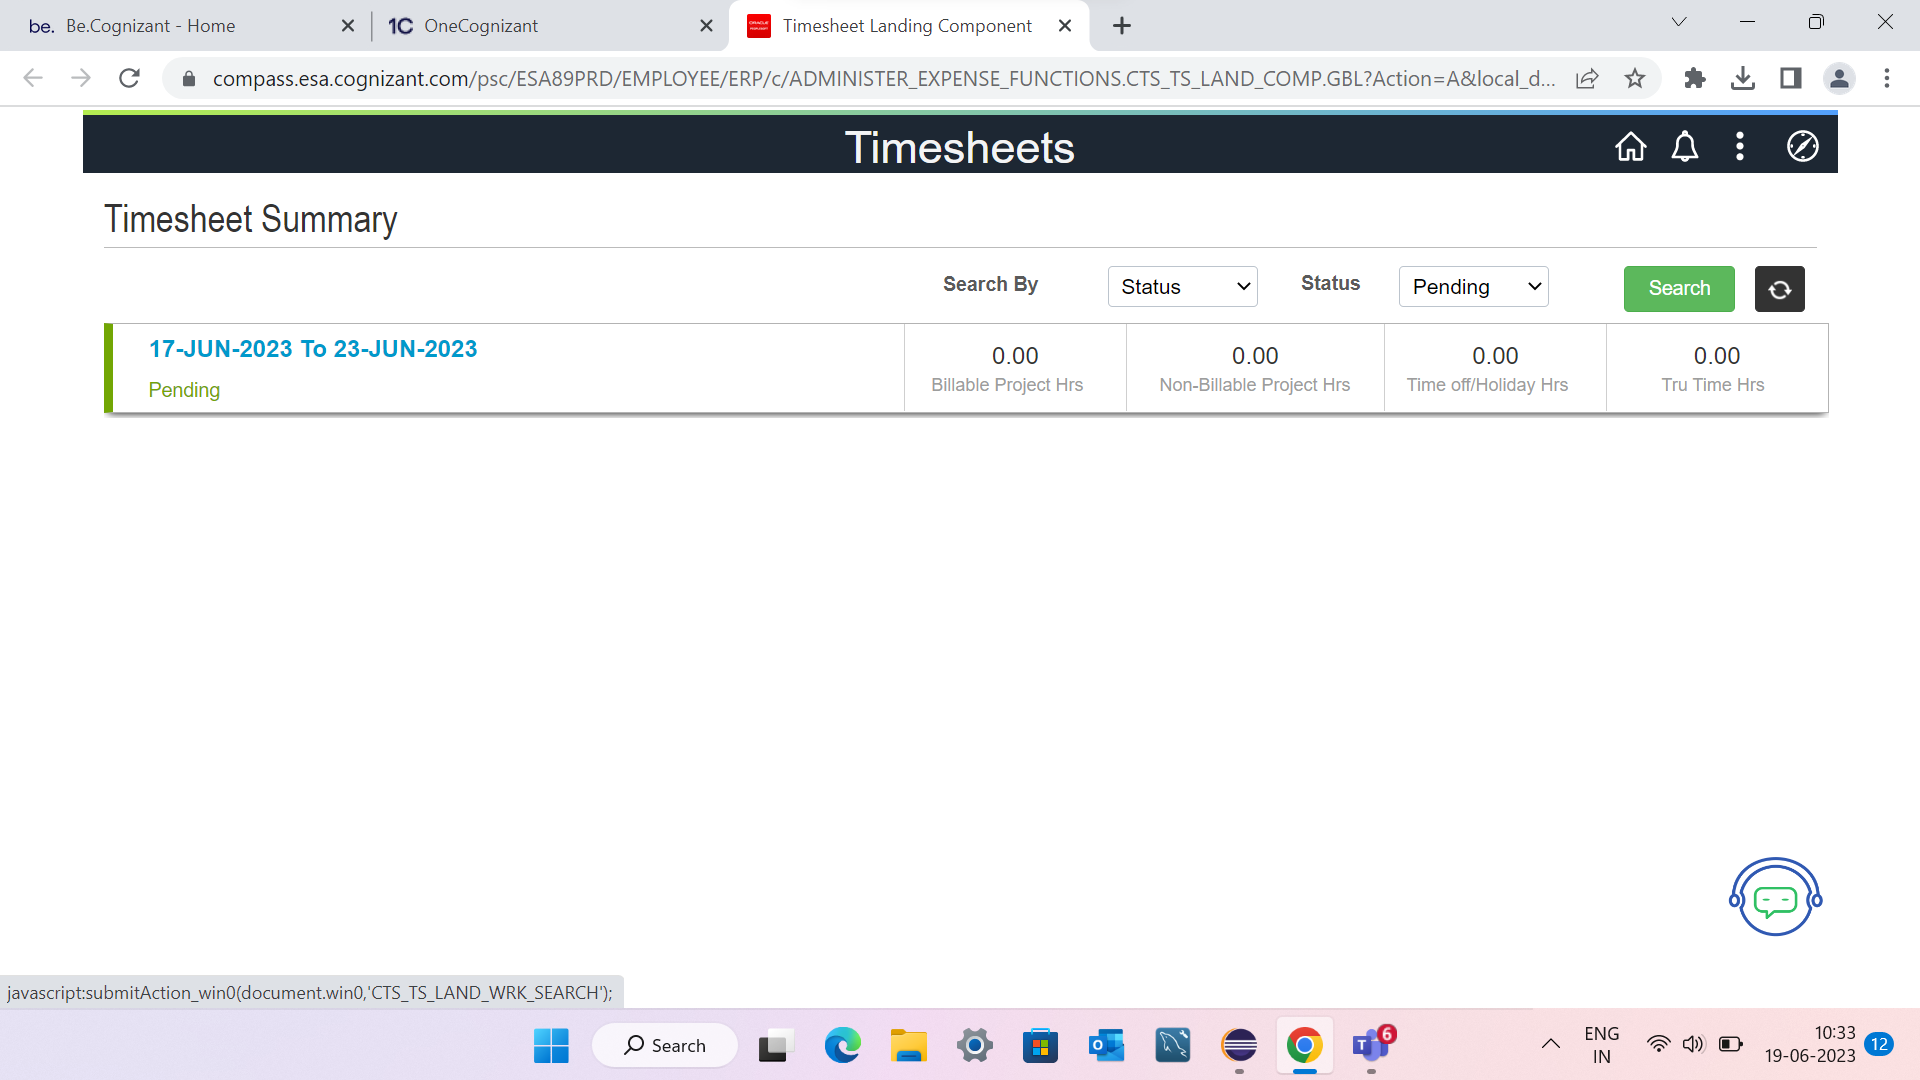 be. Be.Cognizant - Home
1C OneCognizant
Timesheet Landing Component
compass.esa.cognizant.com/psc/ESA89PRD/EMPLOYEE/ERP/c/ADMINISTER_EXPENSE_FUNCTIONS.CTS_TS_LAND_COMP.GBL?Action=A&local_d...
Timesheets
Timesheet Summary
Search By Status Status Pending Search
17-JUN-2023 To 23-JUN-2023
Pending
0.00 0.00 0.00 0.00
Billable Project Hrs Non-Billable Project Hrs Time off/Holiday Hrs Tru Time Hrs
javascript:submitAction_win0(document.win0,'CTS_TS_LAND_WRK_SEARCH');
Search
6
ENG
IN
10:33
19-06-2023
12